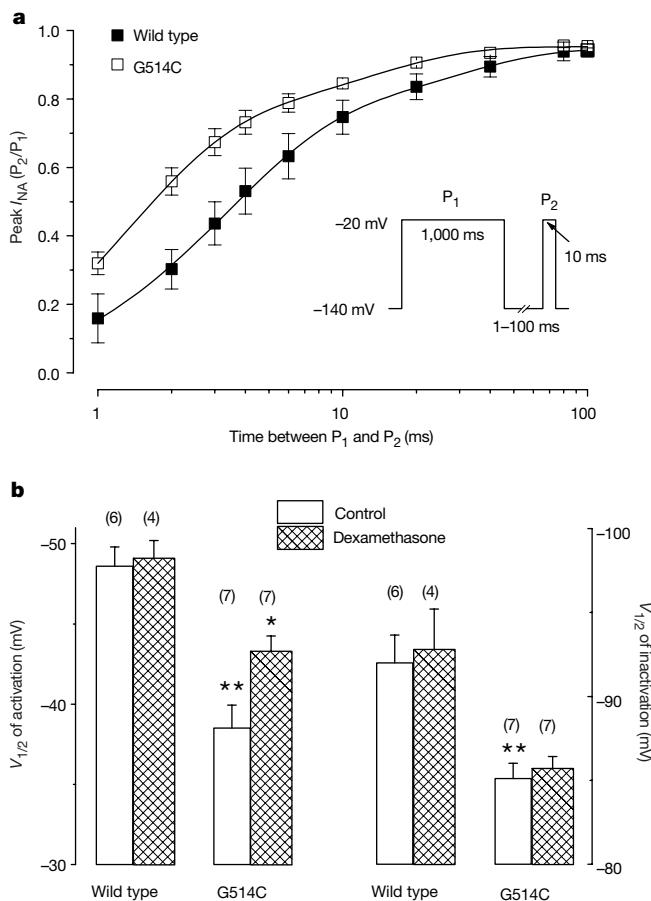 a
Wild type
G514C
Peak I_NA (P2/P1)
1.0
0.8
0.6
0.4
0.2
0.0
P1
P2
–20 mV
1,000 ms
10 ms
–140 mV
1–100 ms
1
10
100
Time between P1 and P2 (ms)
b
Control
Dexamethasone
V1/2 of activation (mV)
–50
–40
–30
(6)
(4)
(7)
(7)
**
*
(6)
(4)
(7)
(7)
**
–100
–90
–80
V1/2 of inactivation (mV)
Wild type
G514C
Wild type
G514C